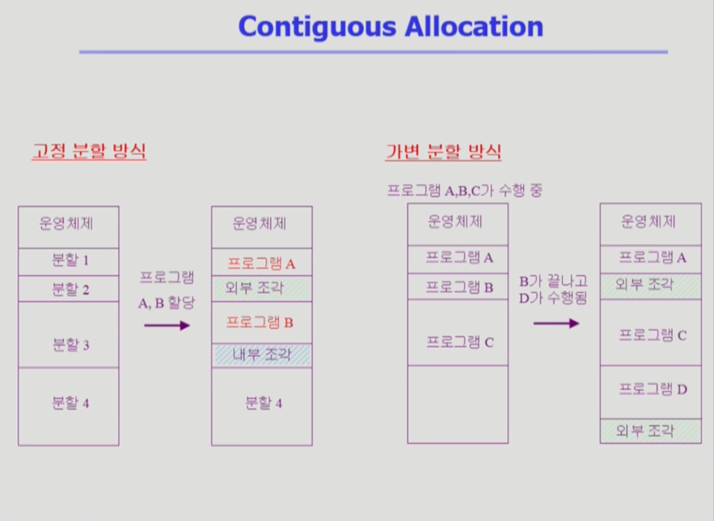 Contiguous Allocation
고정 분할 방식
운영체제
분할 1
분할 2
분할 3
분할 4
프로그램
A, B 할당
운영체제
프로그램 A
외부 조각
프로그램 B
내부 조각
분할 4
가변 분할 방식
프로그램 A,B,C가 수행 중
운영체제
프로그램 A
프로그램 B
프로그램 C
B가 끝나고
D가 수행됨
운영체제
프로그램 A
외부 조각
프로그램 C
프로그램 D
외부 조각